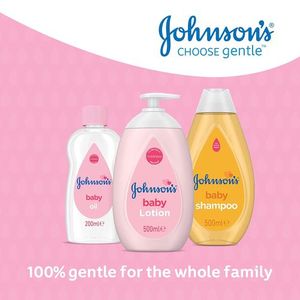 Johnson's
CHOOSE gentle™
Johnson's
baby
oil
200ml℮
Johnson's
baby
Lotion
500ml℮
Johnson's
baby
shampoo
500ml℮
100% gentle for the whole family